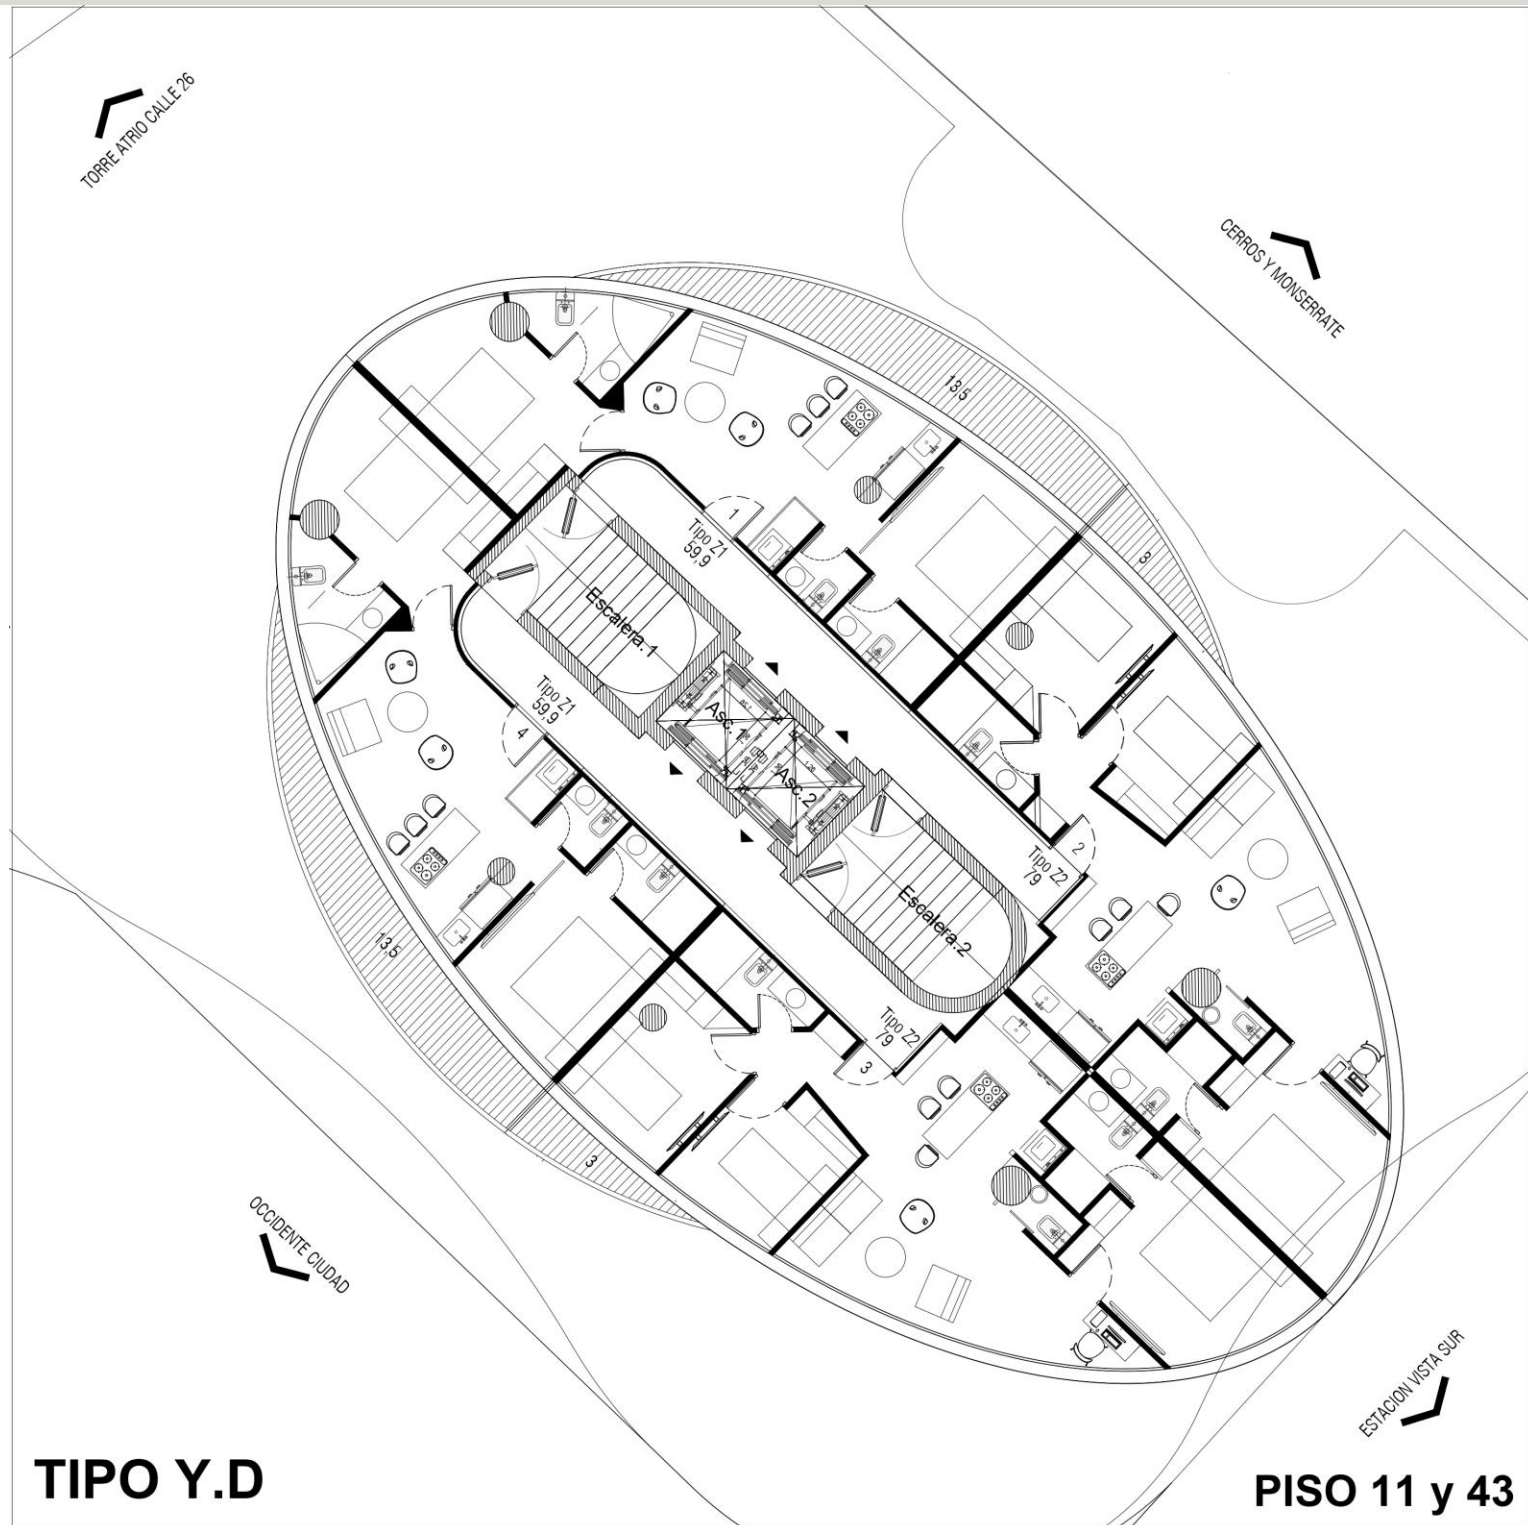 TORRE ATRIO CALLE 26
CERROS Y MONSERRATE
13,5
1
Tipo Z1
59,9
3
Escalera.1
Tipo Z1
59,9
4
Asc.1
Asc.2
2
Tipo Z2
79
Escalera.2
13,5
Tipo Z2
79
3
3
OCCIDENTE CIUDAD
ESTACION VISTA SUR
TIPO Y.D
PISO 11 y 43